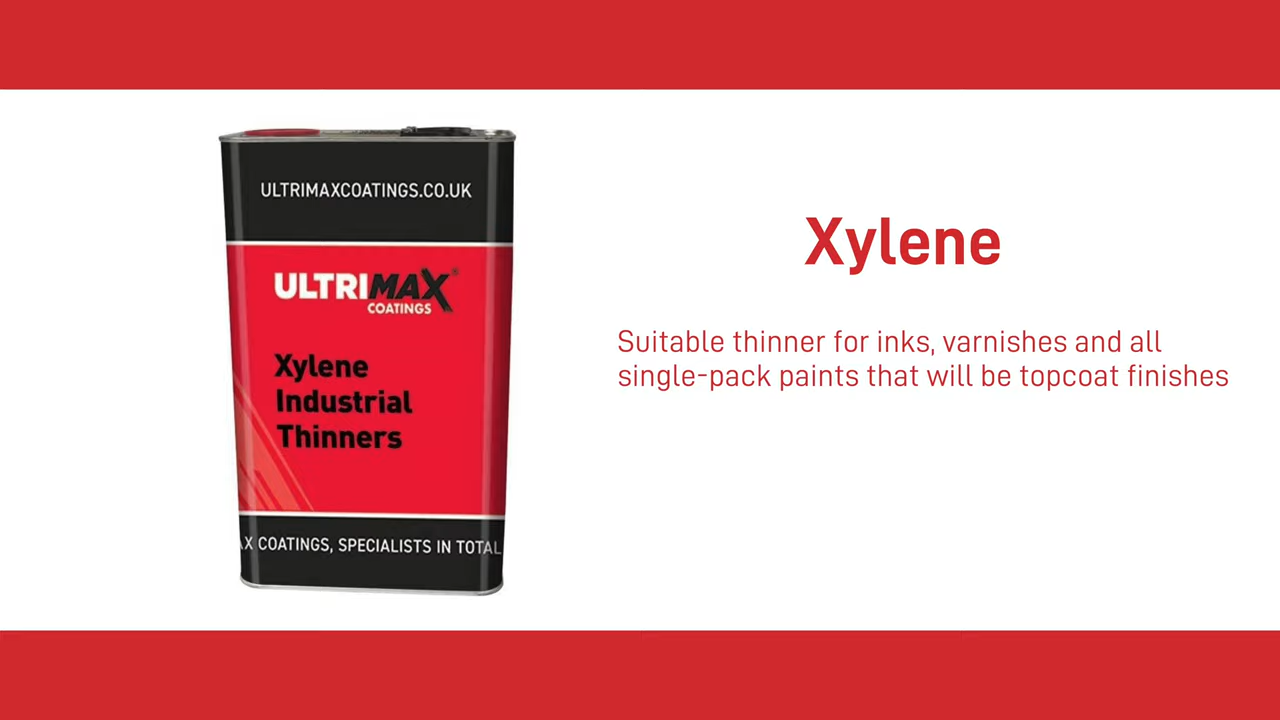 ULTRIMAXCOATINGS.CO.UK
ULTRIMAX®
COATINGS
Xylene
Industrial
Thinners
X COATINGS, SPECIALISTS IN TOTAL
Xylene
Suitable thinner for inks, varnishes and all
single-pack paints that will be topcoat finishes